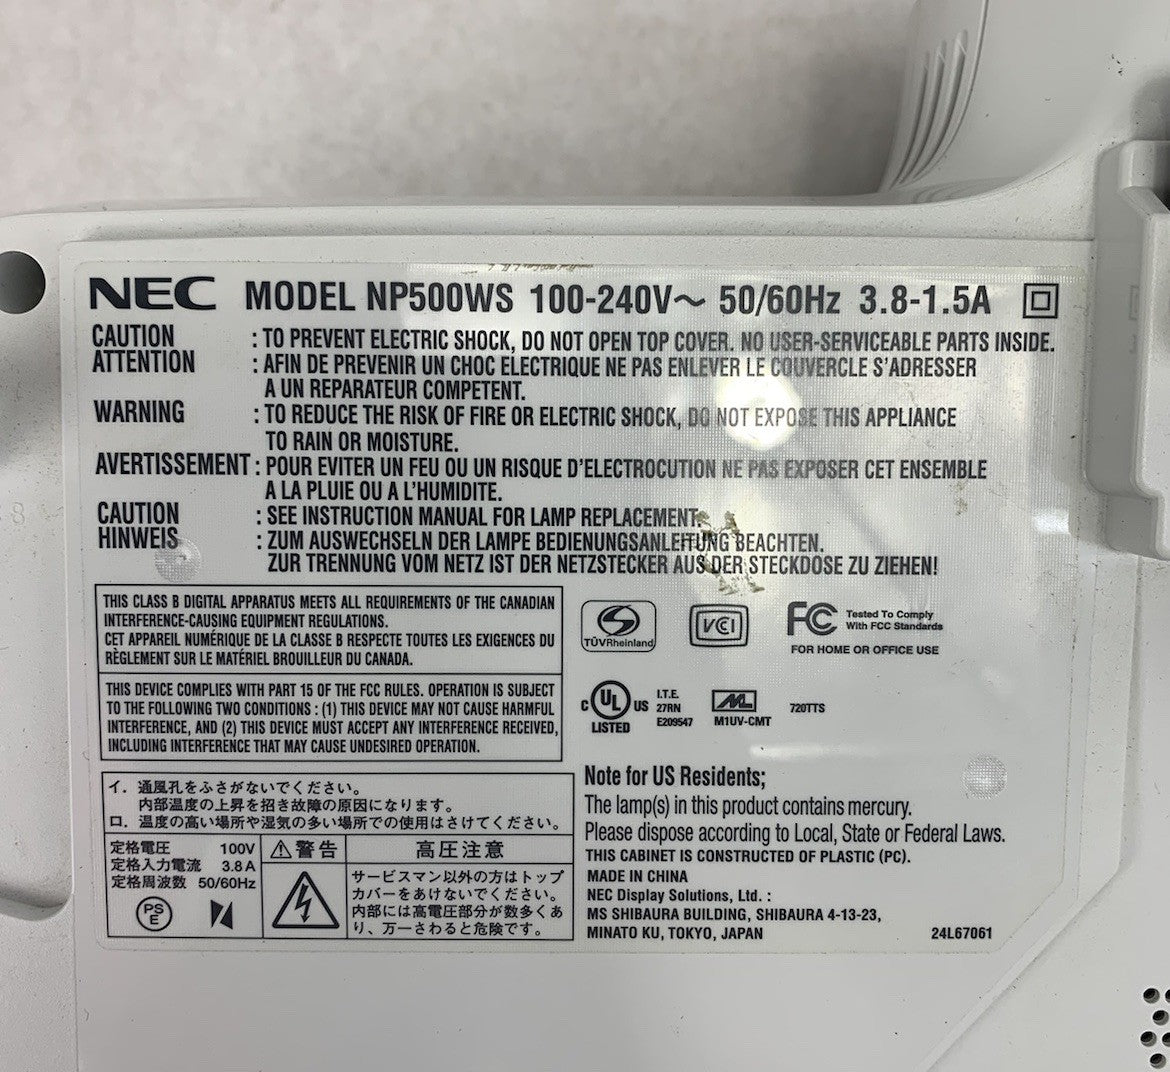 NEC MODEL NP500WS 100-240V～ 50/60Hz 3.8-1.5A
CAUTION : TO PREVENT ELECTRIC SHOCK, DO NOT OPEN TOP COVER. NO USER-SERVICEABLE PARTS INSIDE.
ATTENTION : AFIN DE PREVENIR UN CHOC ELECTRIQUE NE PAS ENLEVER LE COUVERCLE S'ADRESSER
A UN REPARATEUR COMPETENT.
WARNING : TO REDUCE THE RISK OF FIRE OR ELECTRIC SHOCK, DO NOT EXPOSE THIS APPLIANCE
TO RAIN OR MOISTURE.
AVERTISSEMENT : POUR EVITER UN FEU OU UN RISQUE D'ELECTROCUTION NE PAS EXPOSER CET ENSEMBLE
A LA PLUIE OU A L'HUMIDITE.
CAUTION : SEE INSTRUCTION MANUAL FOR LAMP REPLACEMENT.
HINWEIS : ZUM AUSWECHSELN DER LAMPE BEDIENUNGSANLEITUNG BEACHTEN.
ZUR TRENNUNG VOM NETZ IST DER NETZSTECKER AUS DER STECKDOSE ZU ZIEHEN!
THIS CLASS B DIGITAL APPARATUS MEETS ALL REQUIREMENTS OF THE CANADIAN
INTERFERENCE-CAUSING EQUIPMENT REGULATIONS.
CET APPAREIL NUMÉRIQUE DE LA CLASSE B RESPECTE TOUTES LES EXIGENCES DU
RÈGLEMENT SUR LE MATÉRIEL BROUILLEUR DU CANADA.
THIS DEVICE COMPLIES WITH PART 15 OF THE FCC RULES. OPERATION IS SUBJECT
TO THE FOLLOWING TWO CONDITIONS : (1) THIS DEVICE MAY NOT CAUSE HARMFUL
INTERFERENCE, AND (2) THIS DEVICE MUST ACCEPT ANY INTERFERENCE RECEIVED,
INCLUDING INTERFERENCE THAT MAY CAUSE UNDESIRED OPERATION.
TÜVRheinland
VCI
FC Tested To Comply
With FCC Standards
FOR HOME OR OFFICE USE
C UL US
LISTED
I.T.E.
27RN
E209547
ML
M1UV-CMT
720TTS
イ．通風孔をふさがないでください。
内部温度の上昇を招き故障の原因になります。
ロ．温度の高い場所や湿気の多い場所での使用はさけてください。
定格電圧 100V
定格入力電流 3.8A
定格周波数 50/60Hz
PS
E
警告
高圧注意
サービスマン以外の方はトップ
カバーをあけないでください。
内部には高電圧部分が数多くあ
り、万一さわると危険です。
Note for US Residents;
The lamp(s) in this product contains mercury.
Please dispose according to Local, State or Federal Laws.
THIS CABINET IS CONSTRUCTED OF PLASTIC (PC).
MADE IN CHINA
NEC Display Solutions, Ltd. :
MS SHIBAURA BUILDING, SHIBAURA 4-13-23,
MINATO KU, TOKYO, JAPAN 24L67061